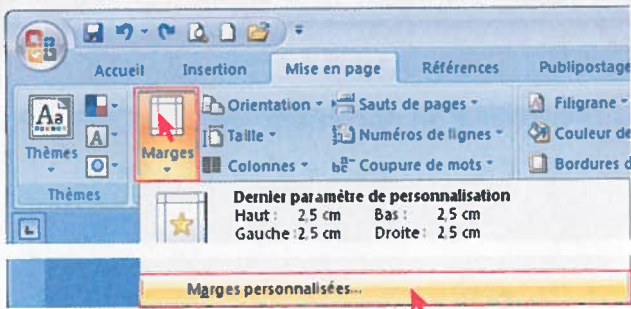 Accueil Insertion Mise en page Références Publipostage
Aa Orientation Sauts de pages Filigrane
A Taille Numéros de lignes Couleur de
Thèmes Marges Colonnes Coupure de mots Bordures d
Thèmes
Dernier paramètre de personnalisation
Haut : 2,5 cm Bas : 2,5 cm
Gauche : 2,5 cm Droite : 2,5 cm
Marges personnalisées...